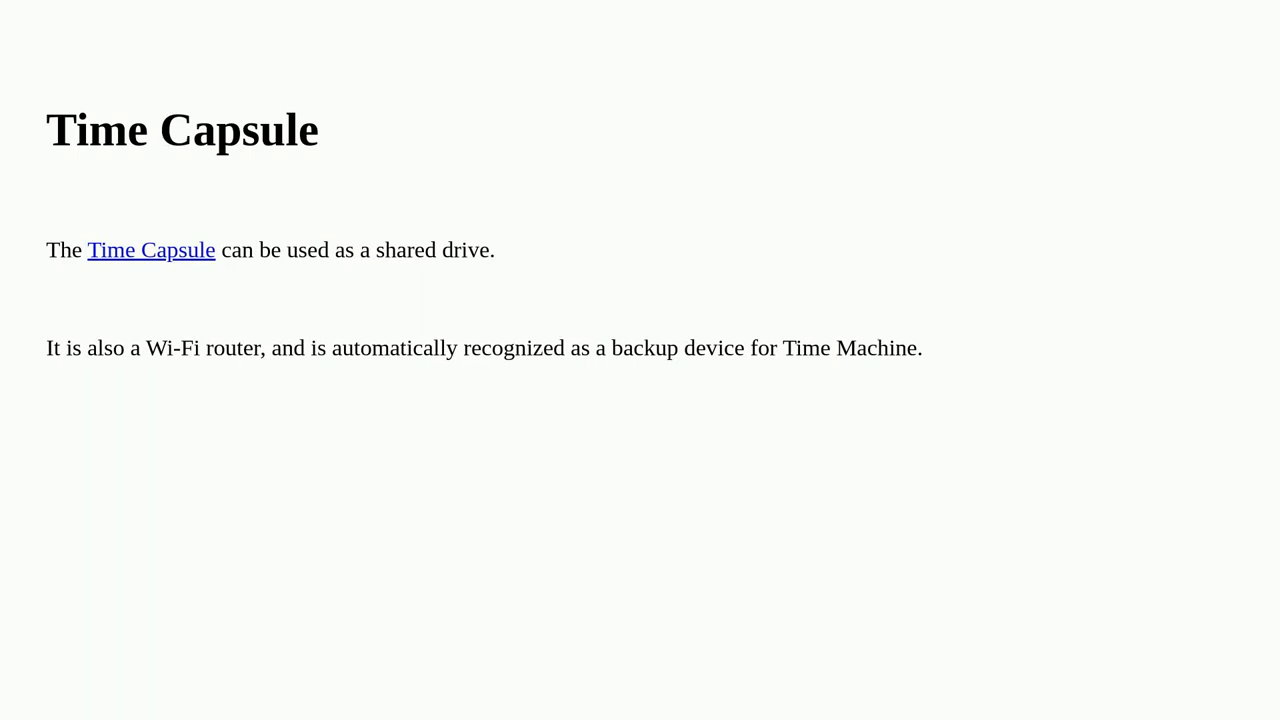 Time Capsule
The Time Capsule can be used as a shared drive.
It is also a Wi-Fi router, and is automatically recognized as a backup device for Time Machine.